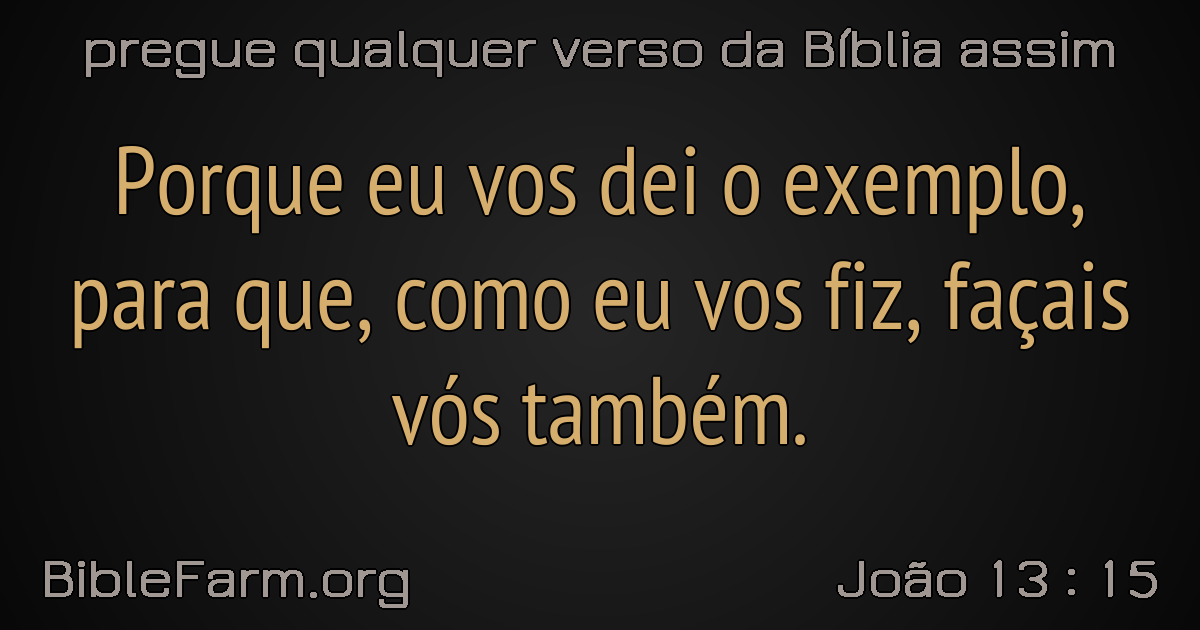 pregue qualquer verso da Bíblia assim
Porque eu vos dei o exemplo,
para que, como eu vos fiz, façais
vós também.
BibleFarm.org
João 13 : 15